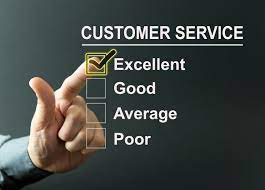 CUSTOMER SERVICE
Excellent
Good
Average
Poor